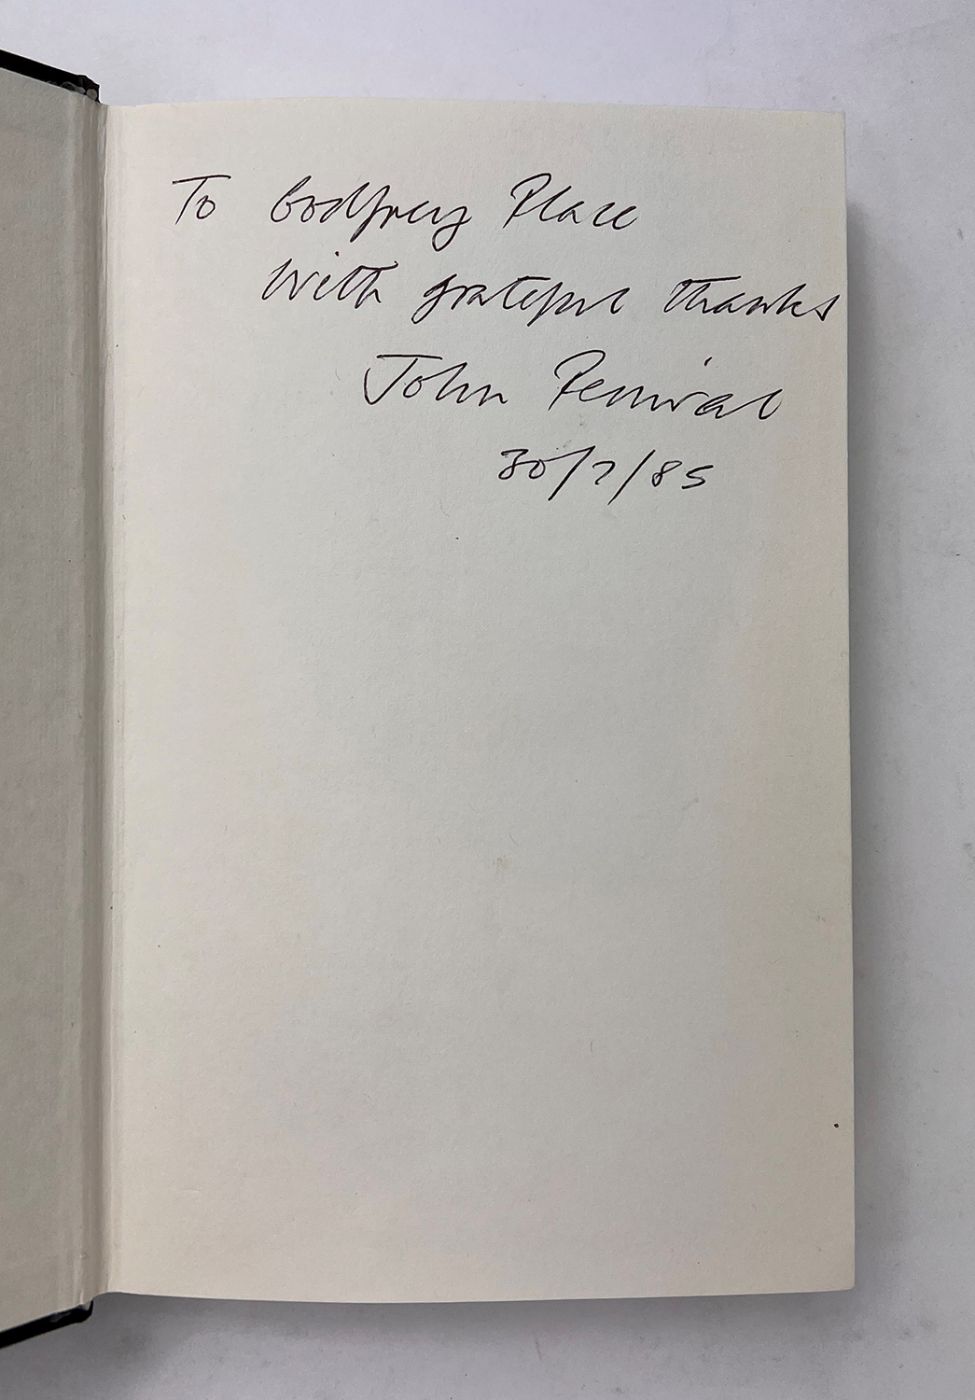 To Godfrey Place
With grateful thanks
John Percival
30/7/85